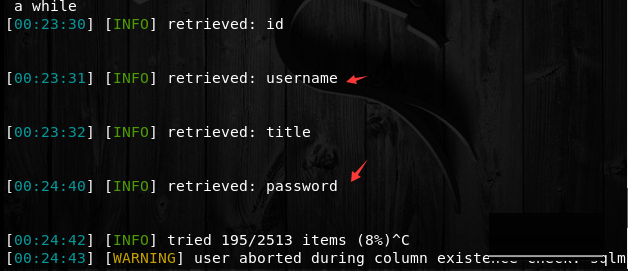 a while
[00:23:30] [INFO] retrieved: id
[00:23:31] [INFO] retrieved: username
[00:23:32] [INFO] retrieved: title
[00:24:40] [INFO] retrieved: password
[00:24:42] [INFO] tried 195/2513 items (8%)^C
[00:24:43] [WARNING] user aborted during column existence check. sqlm